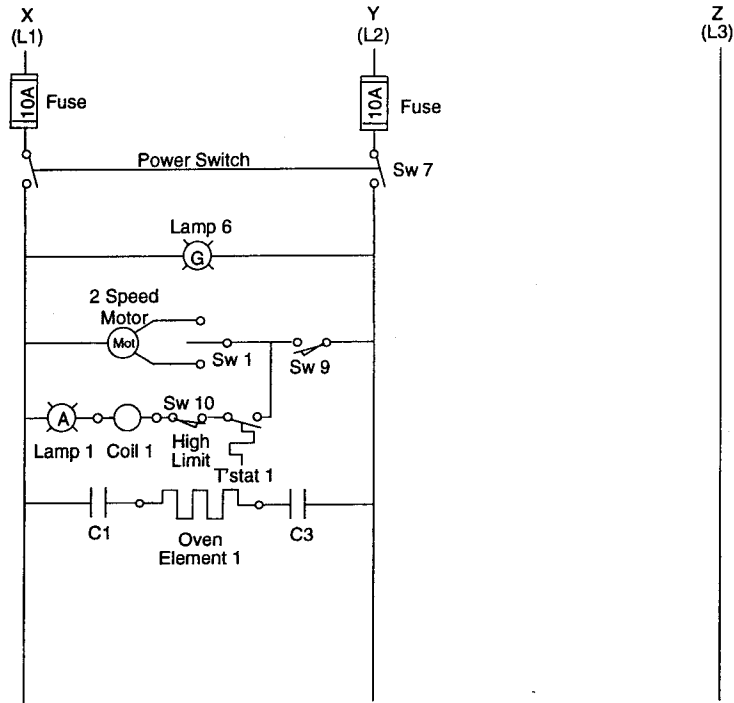 X
(L1)
Y
(L2)
Z
(L3)
10A
Fuse
10A
Fuse
Power Switch
Sw 7
Lamp 6
G
2 Speed
Motor
Mot
Sw 1
Sw 9
A
Lamp 1
Coil 1
Sw 10
High
Limit
T'stat 1
C1
Oven
Element 1
C3